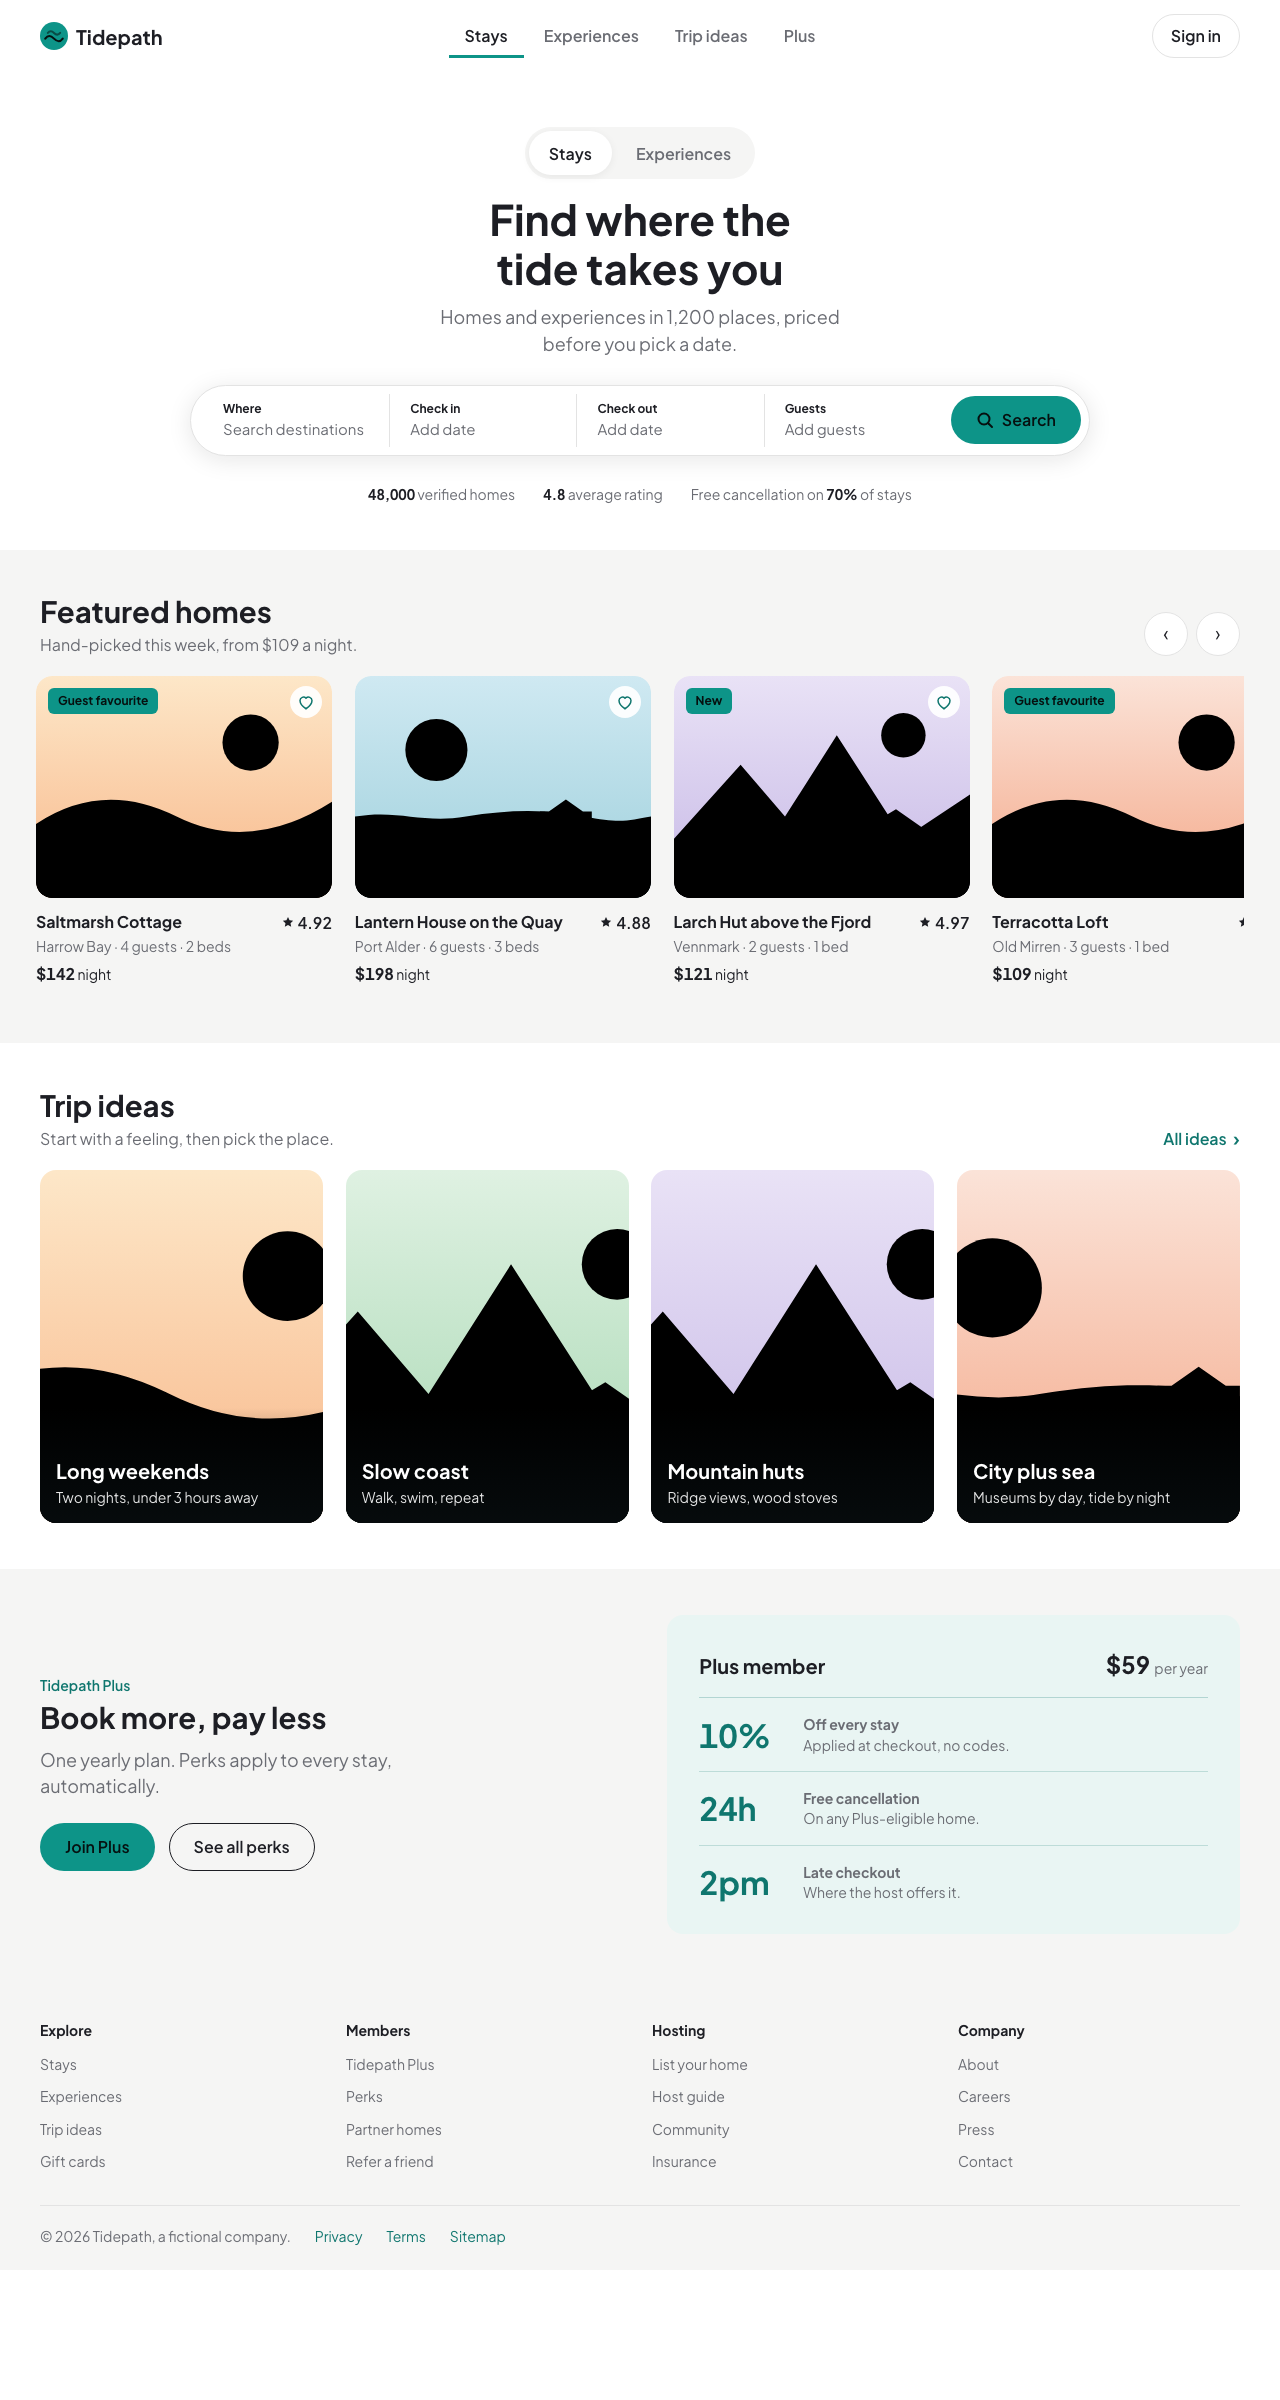 Tidepath
Stays
Experiences
Trip ideas
Plus
Sign in
Stays
Experiences
Find where the
tide takes you
Homes and experiences in 1,200 places, priced
before you pick a date.
Where
Search destinations
Check in
Add date
Check out
Add date
Guests
Add guests
Search
48,000 verified homes
4.8 average rating
Free cancellation on 70% of stays
Featured homes
Hand-picked this week, from $109 a night.
‹
›
Guest favourite
Saltmarsh Cottage
★ 4.92
Harrow Bay · 4 guests · 2 beds
$142 night
Lantern House on the Quay
★ 4.88
Port Alder · 6 guests · 3 beds
$198 night
New
Larch Hut above the Fjord
★ 4.97
Vennmark · 2 guests · 1 bed
$121 night
Guest favourite
Terracotta Loft
Old Mirren · 3 guests · 1 bed
$109 night
Trip ideas
Start with a feeling, then pick the place.
All ideas ›
Long weekends
Two nights, under 3 hours away
Slow coast
Walk, swim, repeat
Mountain huts
Ridge views, wood stoves
City plus sea
Museums by day, tide by night
Tidepath Plus
Book more, pay less
One yearly plan. Perks apply to every stay,
automatically.
Join Plus
See all perks
Plus member
$59 per year
10%
Off every stay
Applied at checkout, no codes.
24h
Free cancellation
On any Plus-eligible home.
2pm
Late checkout
Where the host offers it.
Explore
Stays
Experiences
Trip ideas
Gift cards
Members
Tidepath Plus
Perks
Partner homes
Refer a friend
Hosting
List your home
Host guide
Community
Insurance
Company
About
Careers
Press
Contact
© 2026 Tidepath, a fictional company.
Privacy
Terms
Sitemap